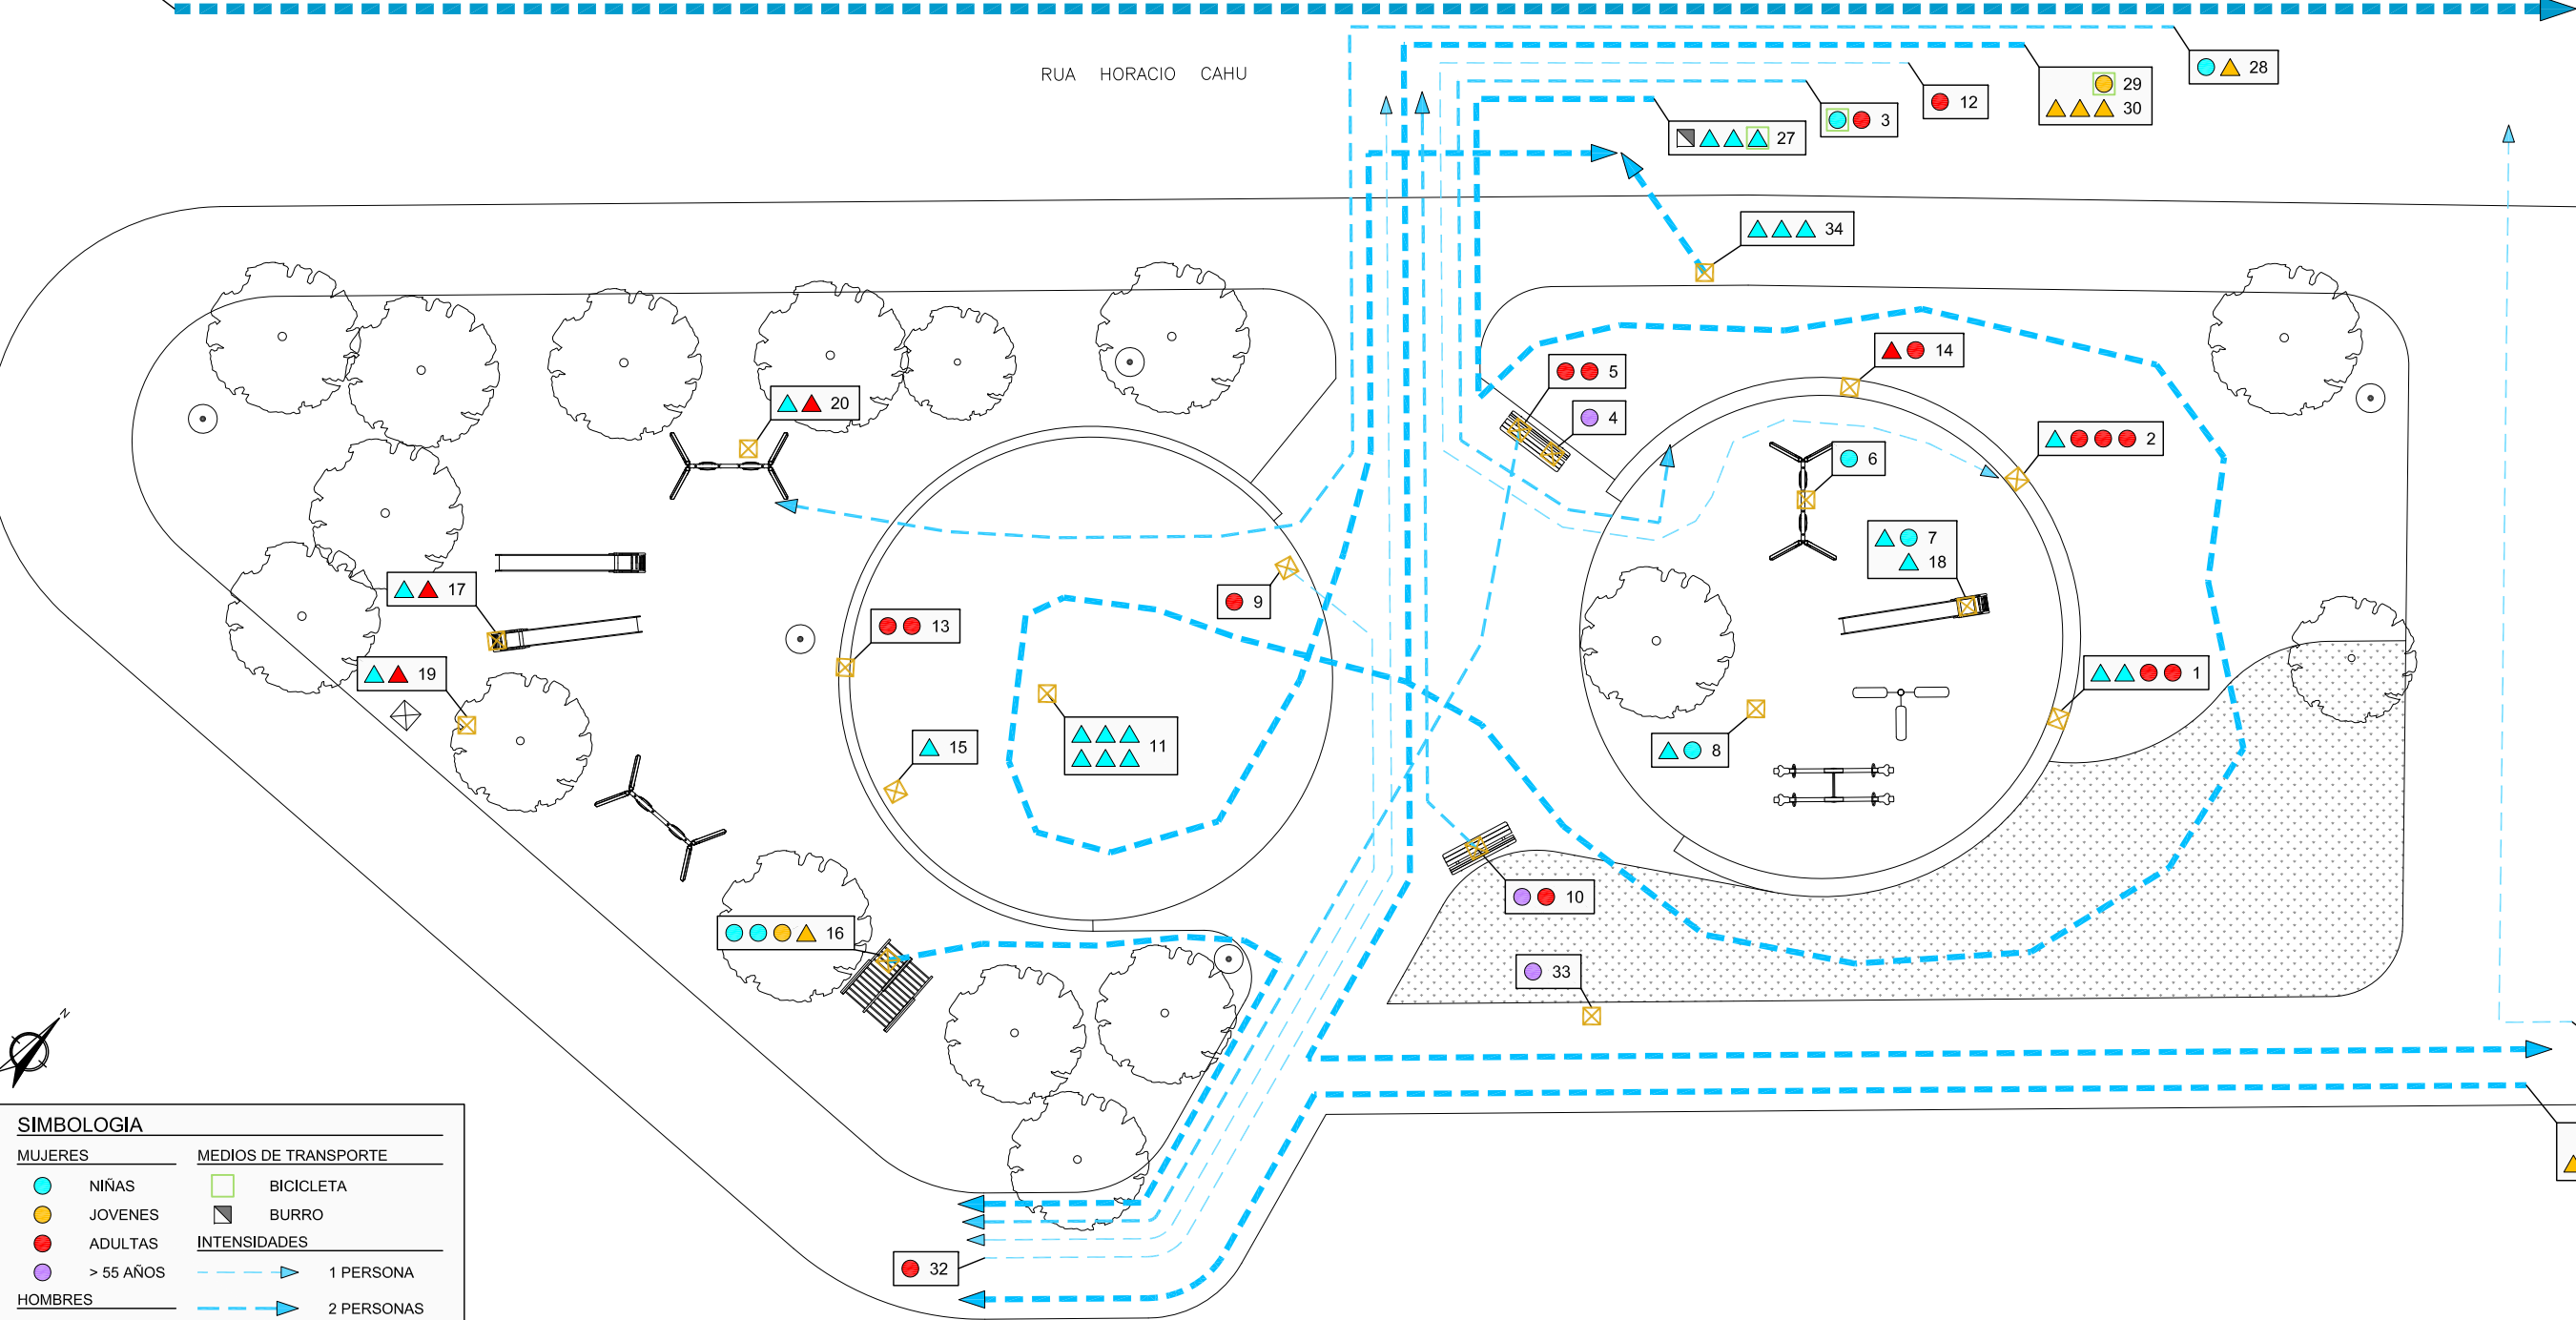 RUA HORACIO CAHU
28
29
30
12
3
27
34
14
5
4
20
2
6
7
18
17
9
13
19
1
15
11
8
10
16
33
32
N
SIMBOLOGIA
MUJERES
NIÑAS
JOVENES
ADULTAS
> 55 AÑOS
HOMBRES
MEDIOS DE TRANSPORTE
BICICLETA
BURRO
INTENSIDADES
1 PERSONA
2 PERSONAS